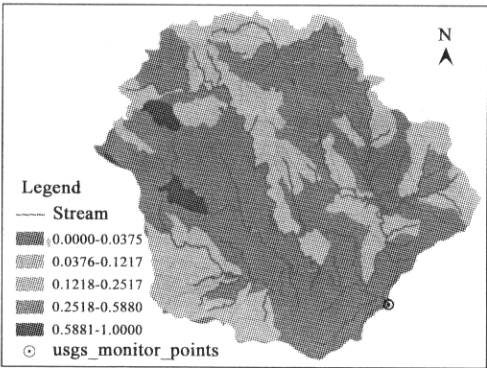 N
Legend
Stream
0.0000-0.0375
0.0376-0.1217
0.1218-0.2517
0.2518-0.5880
0.5881-1.0000
usgs_monitor_points